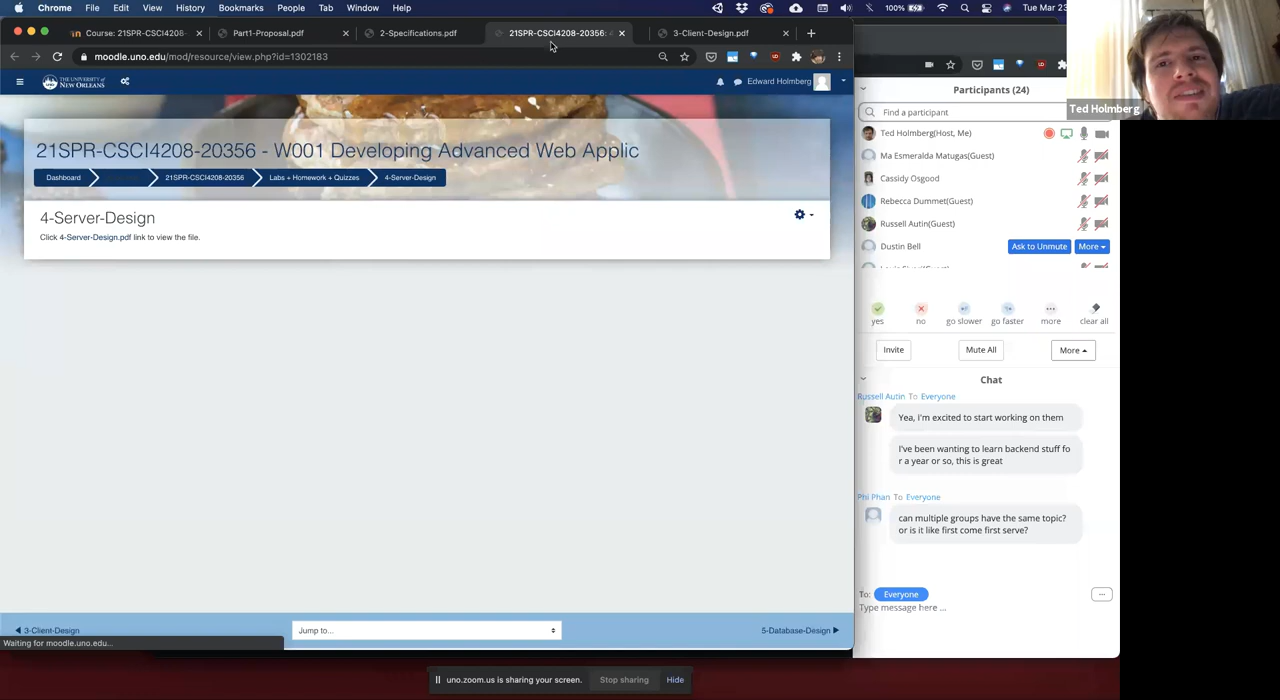 Chrome File Edit View History Bookmarks People Tab Window Help 100% Tue Mar 23
Course: 21SPR-CSCI4208-
Part1-Proposal.pdf
2-Specifications.pdf
21SPR-CSCI4208-20356:
3-Client-Design.pdf
moodle.uno.edu/mod/resource/view.php?id=1302183
THE UNIVERSITY of
NEW ORLEANS
Edward Holmberg
21SPR-CSCI4208-20356 - W001 Developing Advanced Web Applic
Dashboard
21SPR-CSCI4208-20356
Labs + Homework + Quizzes
4-Server-Design
4-Server-Design
Click 4-Server-Design.pdf link to view the file.
3-Client-Design
Jump to...
5-Database-Design
Waiting for moodle.uno.edu...
Ted Holmberg
Participants (24)
Find a participant
Ted Holmberg(Host, Me)
Ma Esmeralda Matugas(Guest)
Cassidy Osgood
Rebecca Dummet(Guest)
Russell Autin(Guest)
Dustin Bell Ask to Unmute More
yes no go slower go faster more clear all
Invite Mute All More
Chat
Russell Autin To Everyone
Yea, i'm excited to start working on them
I've been wanting to learn backend stuff fo
r a year or so, this is great
Phi Phan To Everyone
can multiple groups have the same topic?
or is it like first come first serve?
To: Everyone
Type message here ...
uno.zoom.us is sharing your screen. Stop sharing Hide